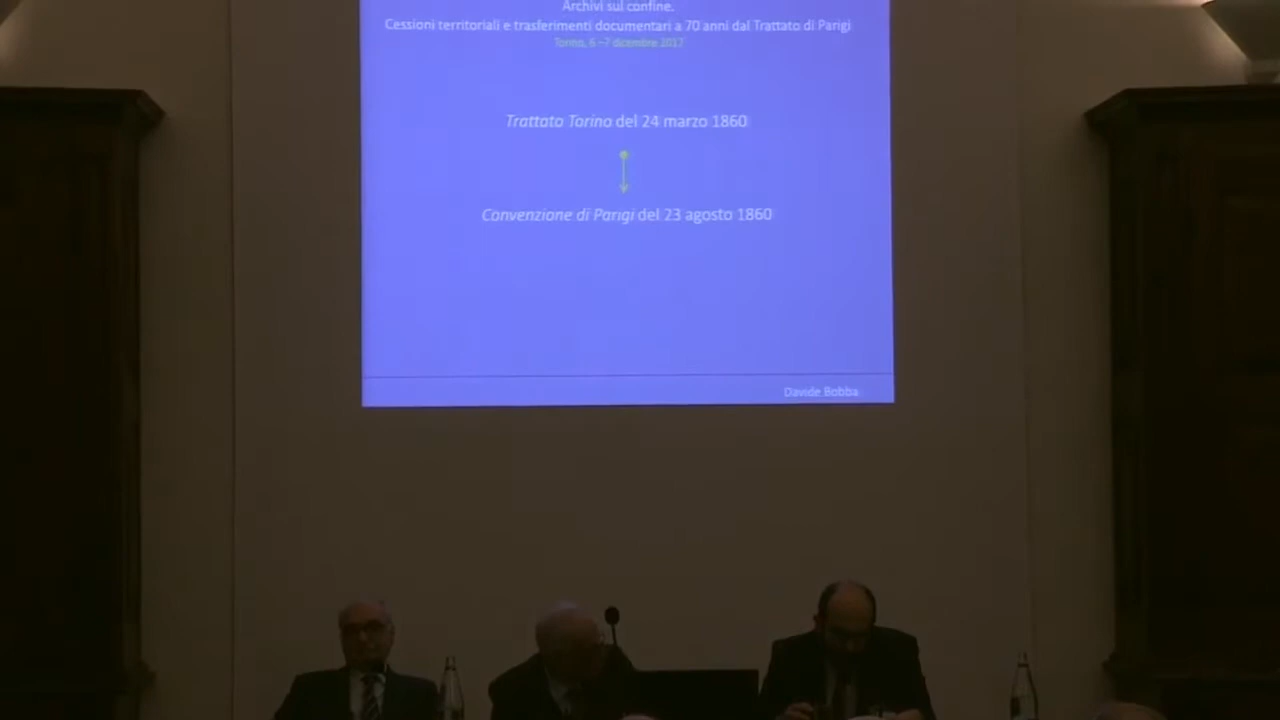 Archivi sul confine.
Cessioni territoriali e trasferimenti documentari a 70 anni dal Trattato di Parigi
Torino, 6 –7 dicembre 2017
Trattato Torino del 24 marzo 1860
Convenzione di Parigi del 23 agosto 1860
Davide Bobba